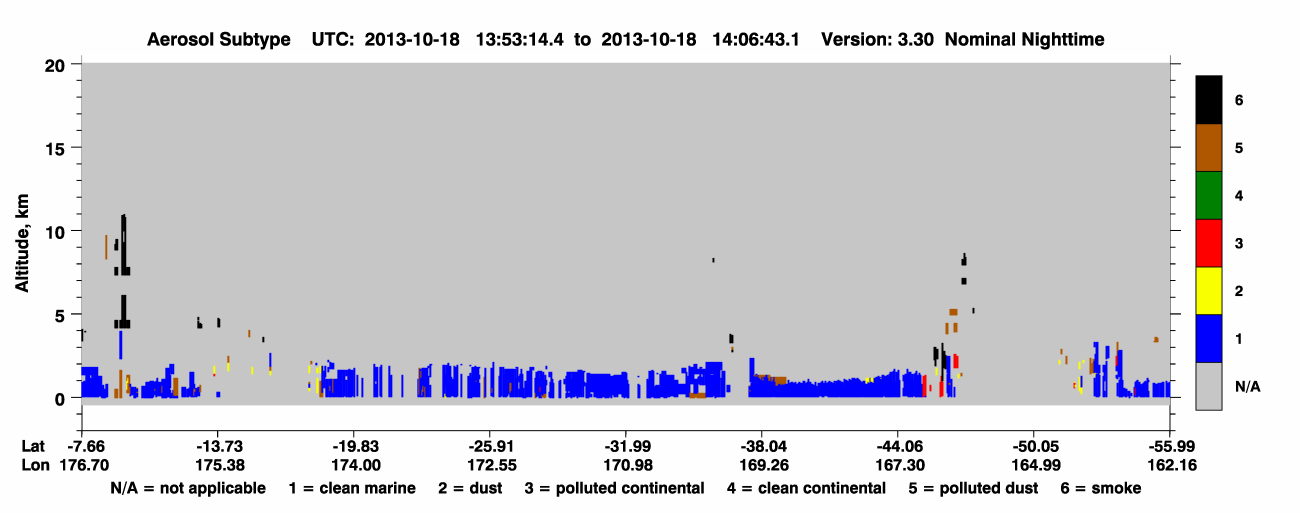 Aerosol Subtype UTC: 2013-10-18 13:53:14.4 to 2013-10-18 14:06:43.1 Version: 3.30 Nominal Nighttime
20
15
10
5
0
Altitude, km
6
5
4
3
2
1
N/A
Lat -7.66 -13.73 -19.83 -25.91 -31.99 -38.04 -44.06 -50.05 -55.99
Lon 176.70 175.38 174.00 172.55 170.98 169.26 167.30 164.99 162.16
N/A = not applicable 1 = clean marine 2 = dust 3 = polluted continental 4 = clean continental 5 = polluted dust 6 = smoke